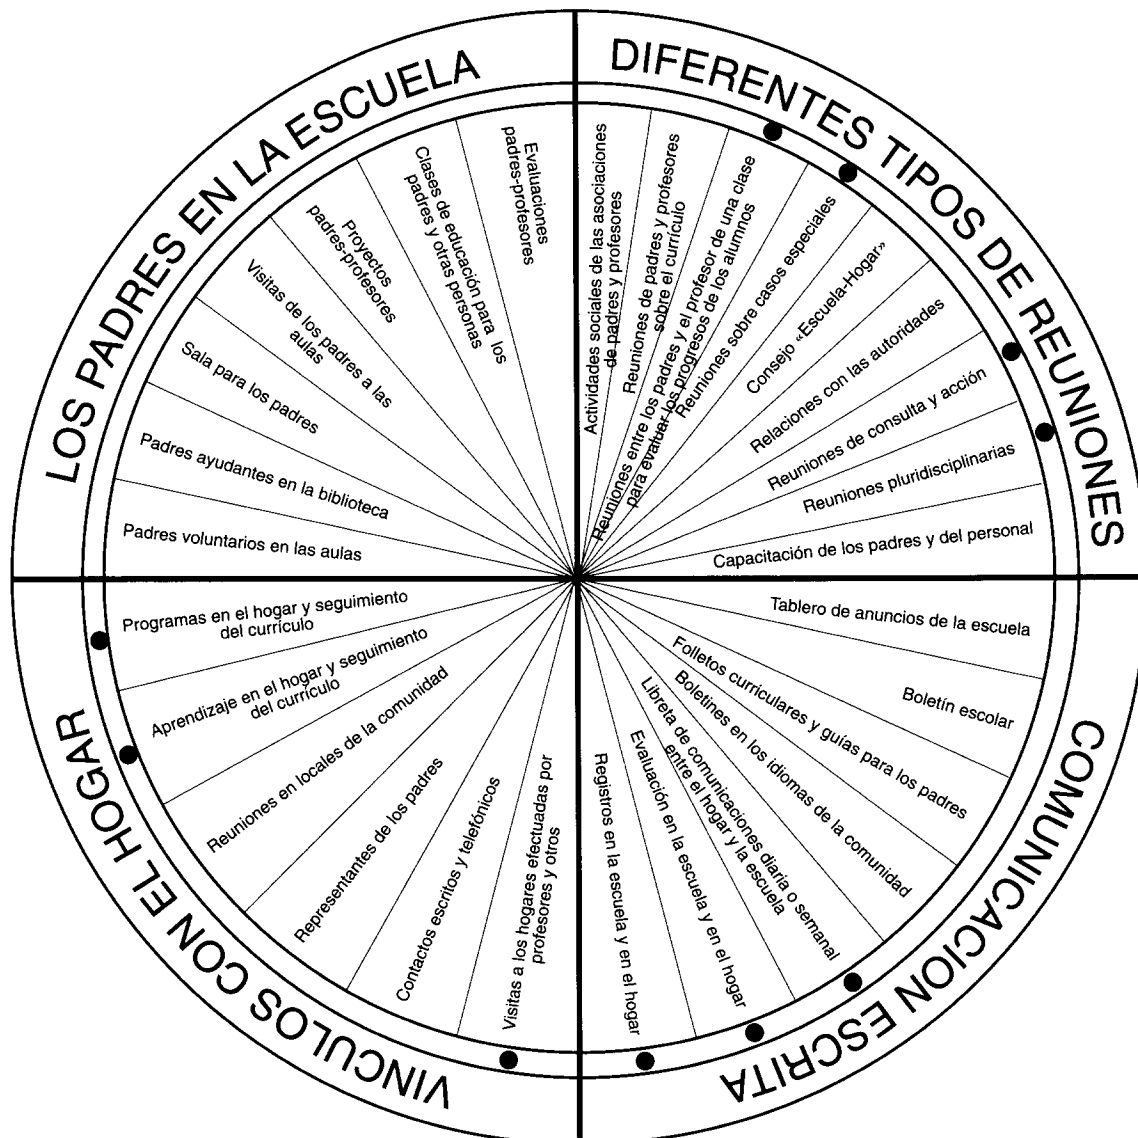 LOS PADRES EN LA ESCUELA
Evaluaciones
padres-profesores
Clases de educación para los
padres y otras personas
Proyectos
padres-profesores
Visitas de los padres a las
aulas
Sala para los padres
Padres ayudantes en la biblioteca
Padres voluntarios en las aulas
DIFERENTES TIPOS DE REUNIONES
Actividades sociales de las asociaciones
de padres y profesores
Reuniones de padres y profesores
sobre el currículo
Reuniones entre los padres y el profesor de una clase
para evaluar los progresos de los alumnos
Reuniones sobre casos especiales
Consejo «Escuela-Hogar»
Relaciones con las autoridades
Reuniones de consulta y acción
Reuniones pluridisciplinarias
Capacitación de los padres y del personal
COMUNICACION ESCRITA
Tablero de anuncios de la escuela
Boletín escolar
Folletos curriculares y guías para los padres
Boletines en los idiomas de la comunidad
Libreta de comunicaciones diaria o semanal
entre el hogar y la escuela
Evaluación en la escuela y en el hogar
Registros en la escuela y en el hogar
VINCULOS CON EL HOGAR
Programas en el hogar y seguimiento
del currículo
Aprendizaje en el hogar y seguimiento
del currículo
Reuniones en locales de la comunidad
Representantes de los padres
Contactos escritos y telefónicos
Visitas a los hogares efectuadas por
profesores y otros